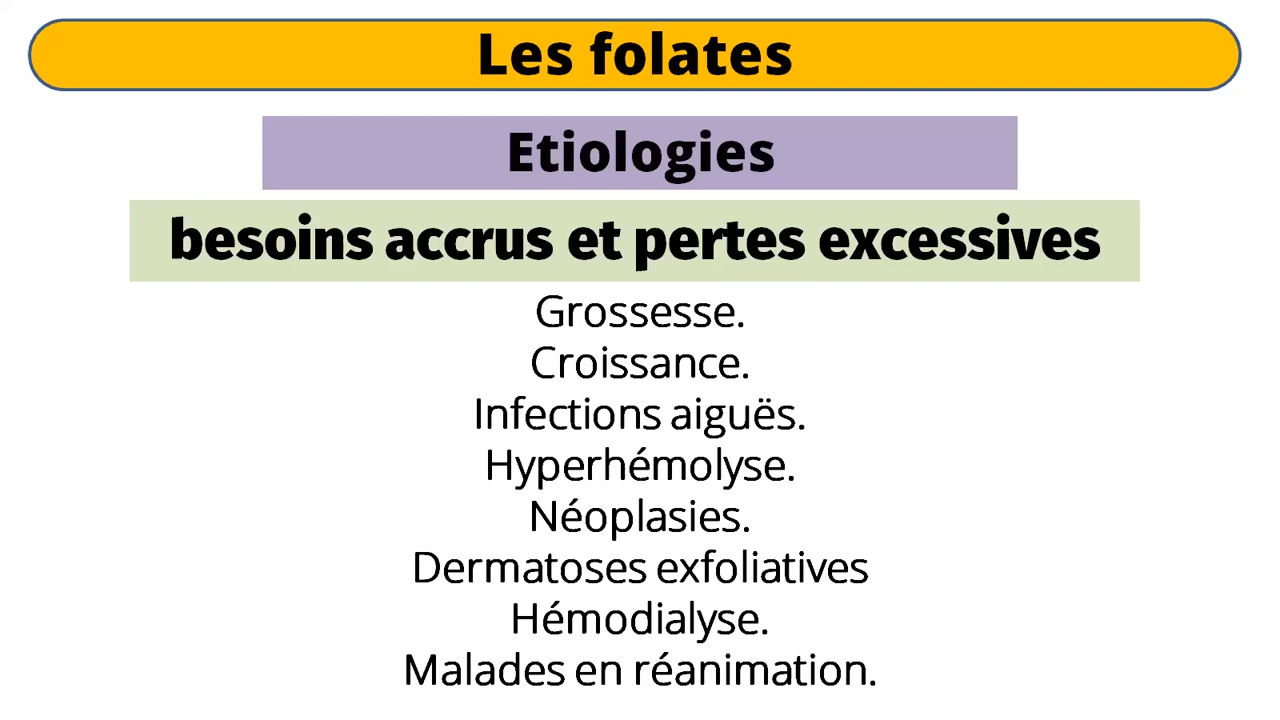 Les folates
Etiologies
besoins accrus et pertes excessives
Grossesse.
Croissance.
Infections aiguës.
Hyperhémolyse.
Néoplasies.
Dermatoses exfoliatives
Hémodialyse.
Malades en réanimation.